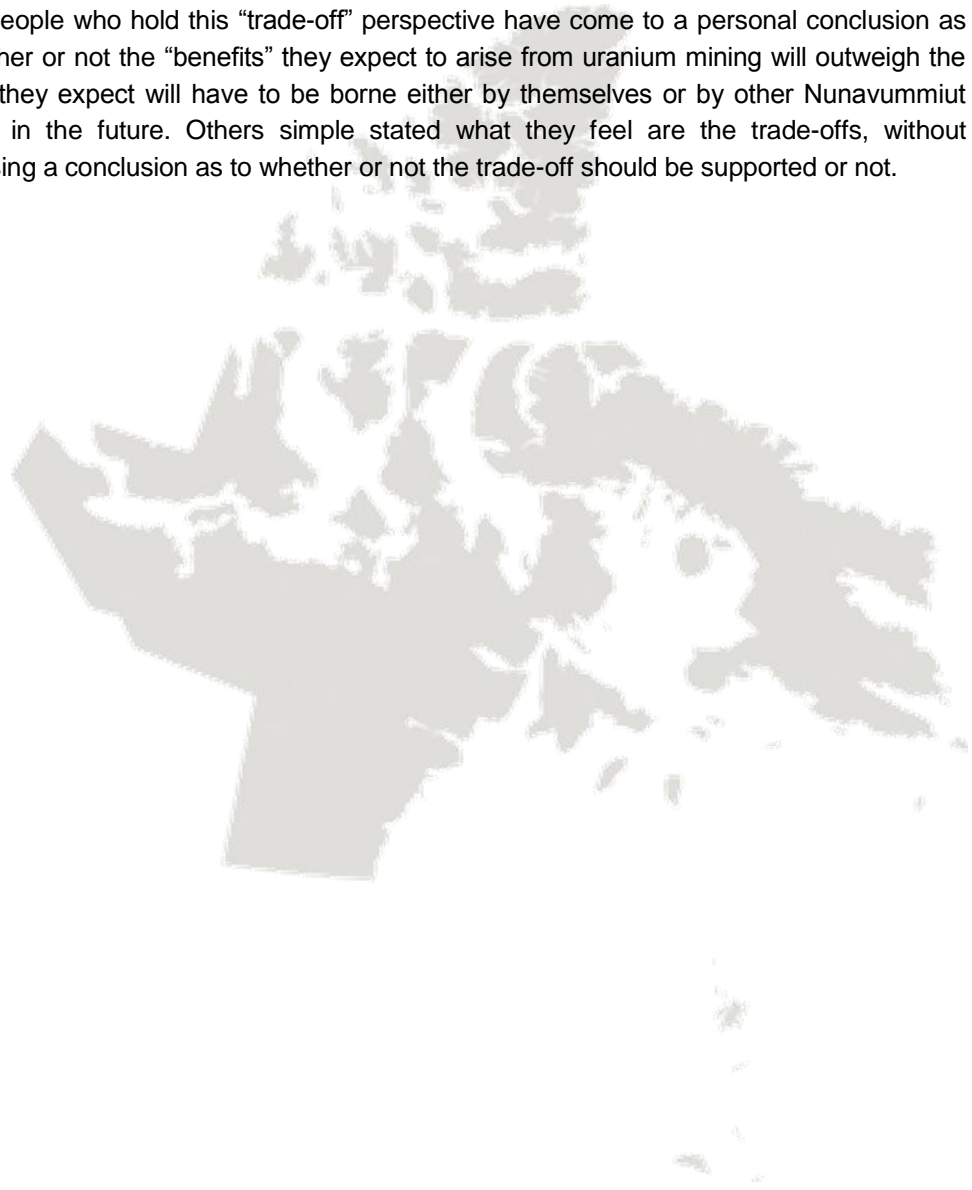 eople who hold this “trade-off” perspective have come to a personal conclusion as
her or not the “benefits” they expect to arise from uranium mining will outweigh the
they expect will have to be borne either by themselves or by other Nunavummiut
in the future. Others simple stated what they feel are the trade-offs, without
sing a conclusion as to whether or not the trade-off should be supported or not.